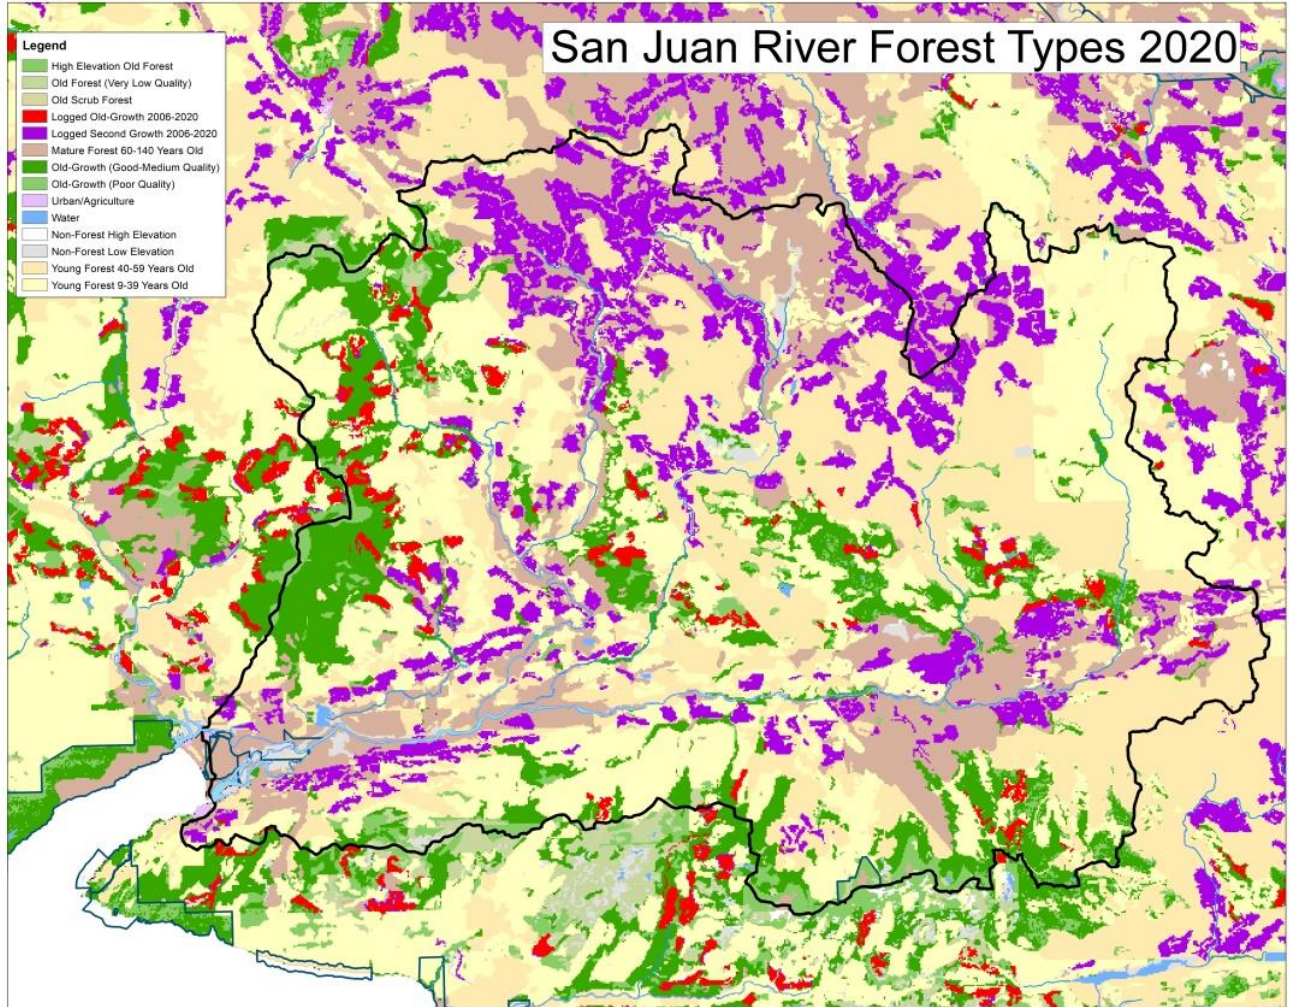 San Juan River Forest Types 2020
Legend
High Elevation Old Forest
Old Forest (Very Low Quality)
Old Scrub Forest
Logged Old-Growth 2006-2020
Logged Second Growth 2006-2020
Mature Forest 60-140 Years Old
Old-Growth (Good-Medium Quality)
Old-Growth (Poor Quality)
Urban/Agriculture
Water
Non-Forest High Elevation
Non-Forest Low Elevation
Young Forest 40-59 Years Old
Young Forest 9-39 Years Old